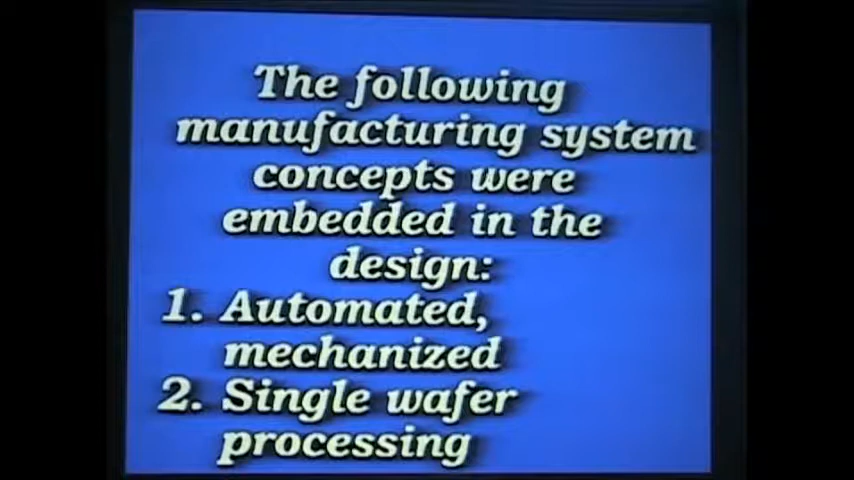 The following
manufacturing system
concepts were
embedded in the
design:
1. Automated,
mechanized
2. Single wafer
processing